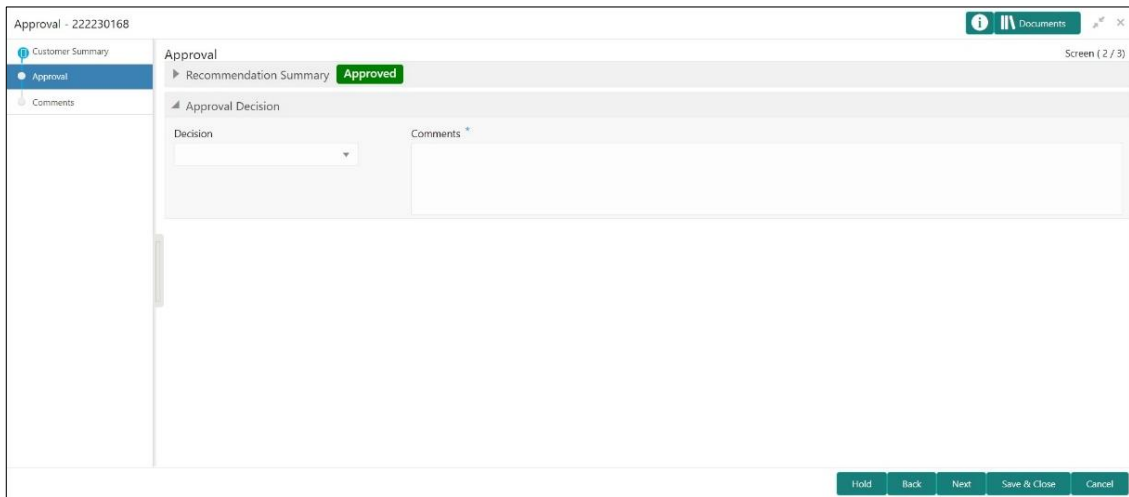 Approval - 222230168
Documents
Customer Summary
Approval
Comments
Approval
Screen ( 2 / 3)
Recommendation Summary Approved
Approval Decision
Decision
Comments *
Hold Back Next Save & Close Cancel